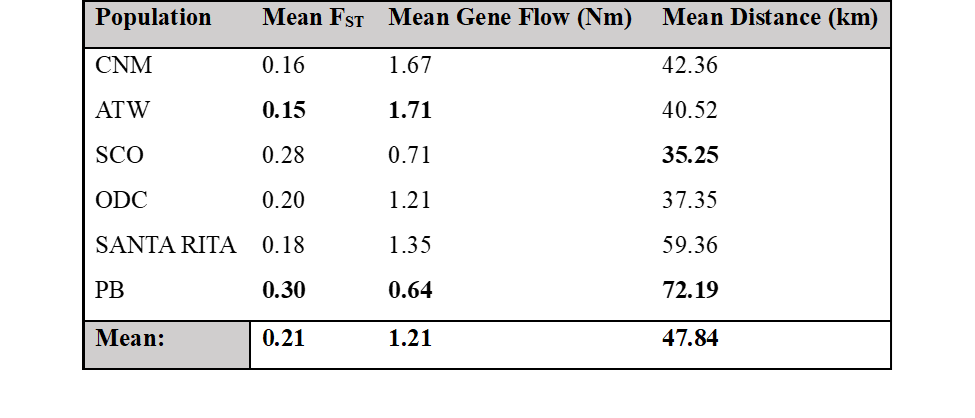 Population Mean FST Mean Gene Flow (Nm) Mean Distance (km)
CNM 0.16 1.67 42.36
ATW 0.15 1.71 40.52
SCO 0.28 0.71 35.25
ODC 0.20 1.21 37.35
SANTA RITA 0.18 1.35 59.36
PB 0.30 0.64 72.19
Mean: 0.21 1.21 47.84